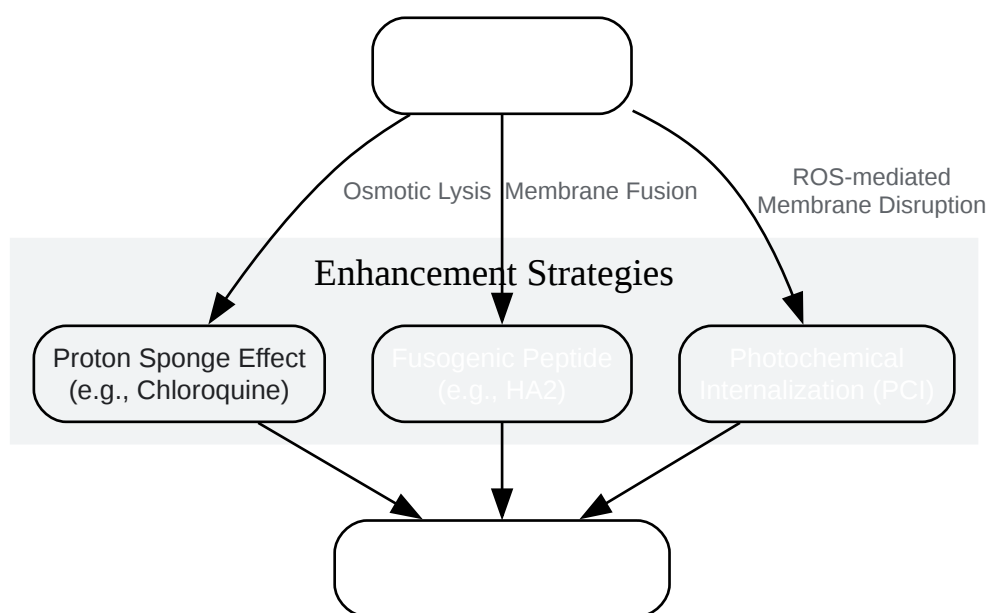 Osmotic Lysis
Membrane Fusion
ROS-mediated
Membrane Disruption
Enhancement Strategies
Proton Sponge Effect
(e.g., Chloroquine)
Fusogenic Peptide
(e.g., HA2)
Photochemical
Internalization (PCI)